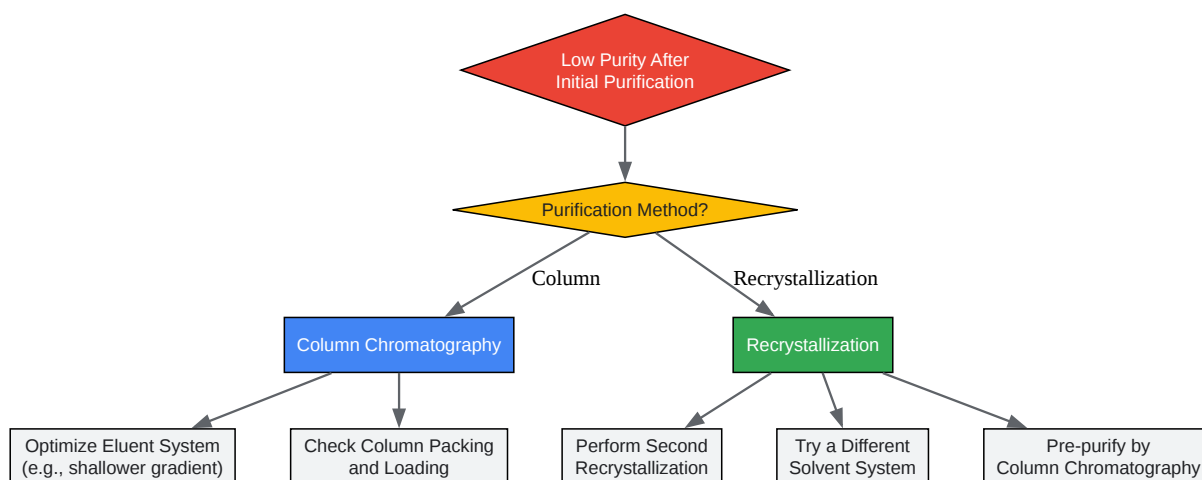 Low Purity After
Initial Purification
Purification Method?
Column
Recrystallization
Column Chromatography
Recrystallization
Optimize Eluent System
(e.g., shallower gradient)
Check Column Packing
and Loading
Perform Second
Recrystallization
Try a Different
Solvent System
Pre-purify by
Column Chromatography